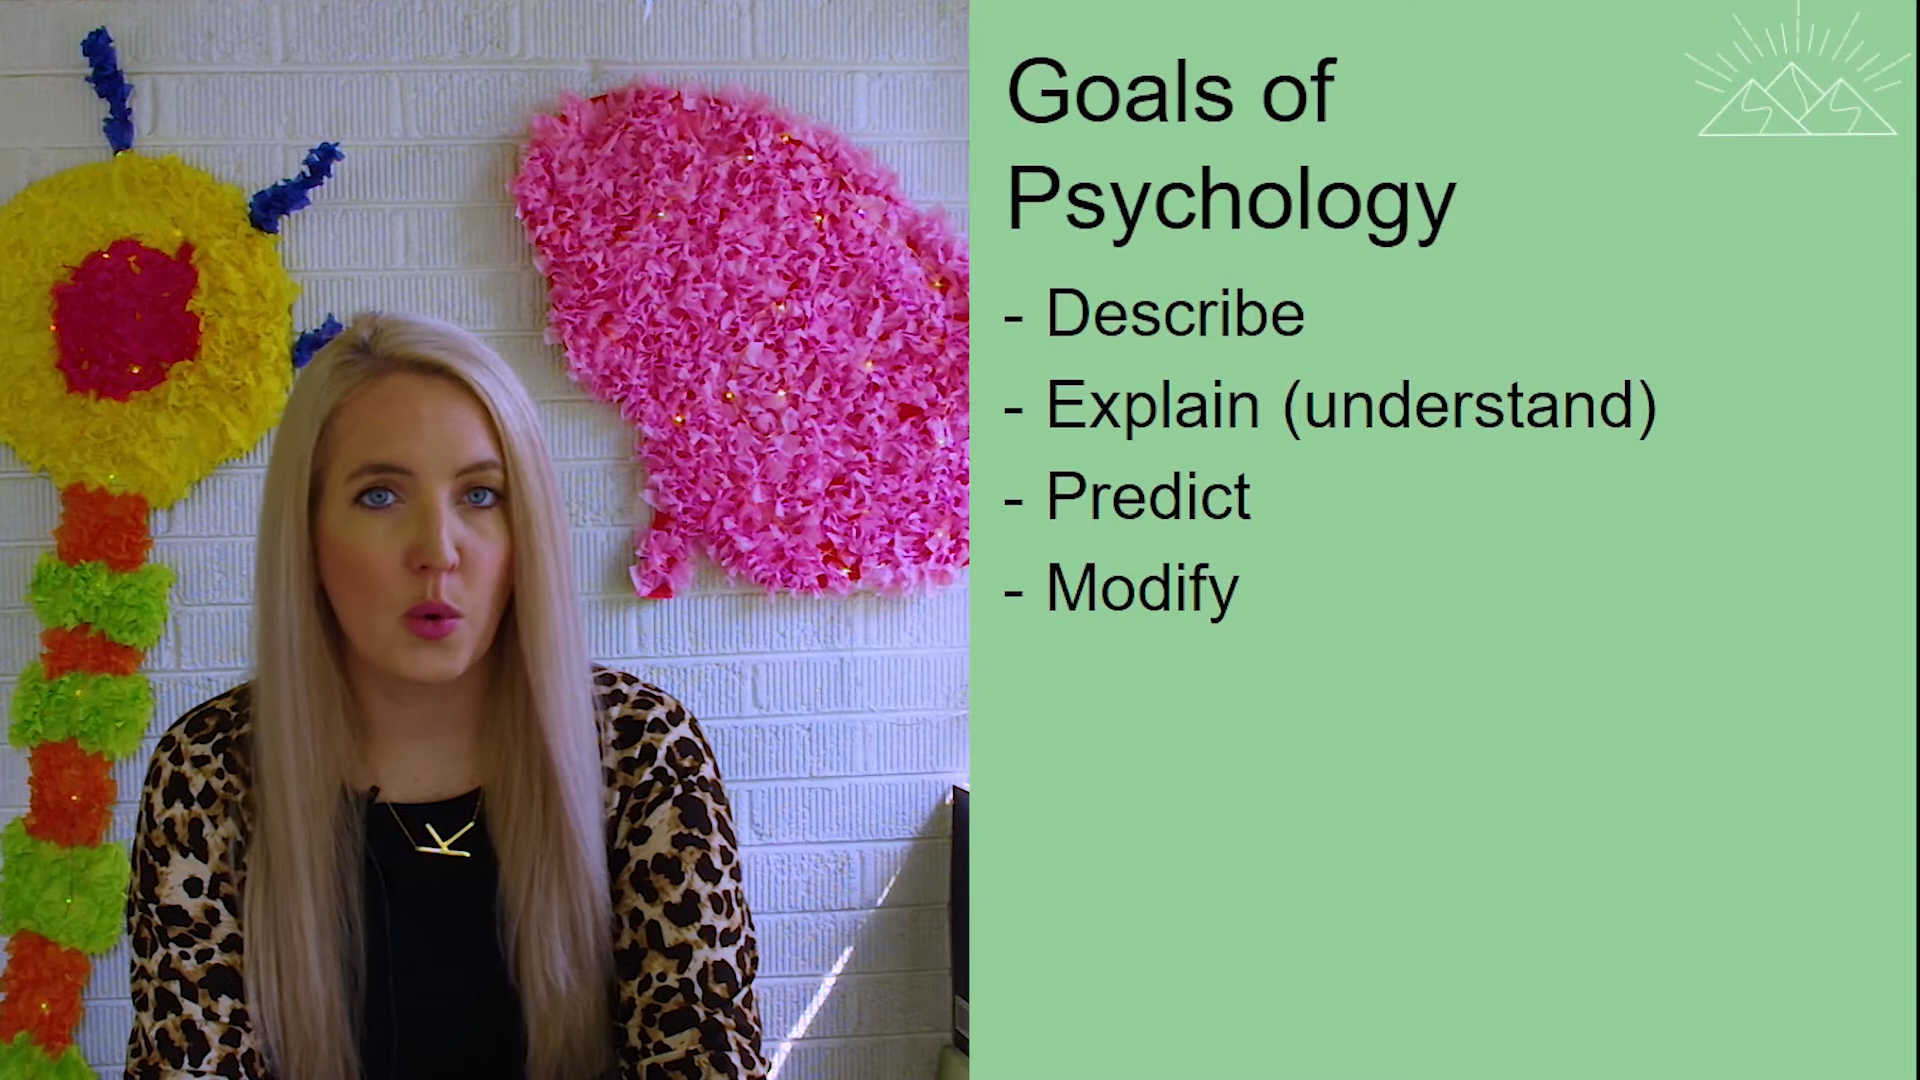 Goals of
Psychology
- Describe
- Explain (understand)
- Predict
- Modify
K